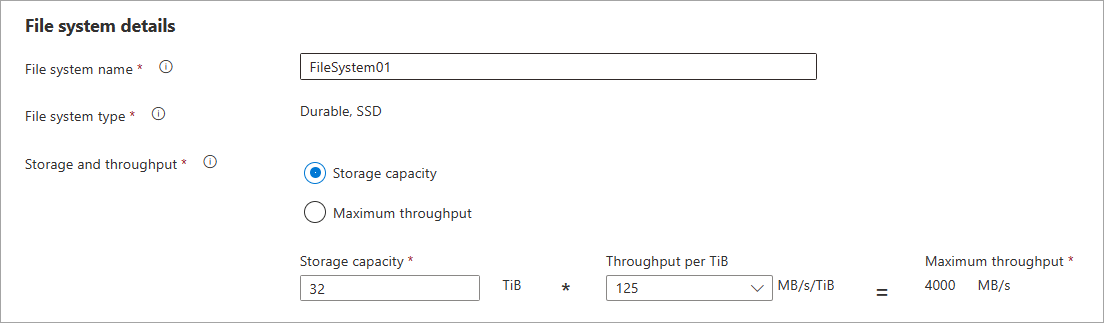 File system details
File system name * ⓘ FileSystem01
File system type * ⓘ Durable, SSD
Storage and throughput * ⓘ Storage capacity
Maximum throughput
Storage capacity * Throughput per TiB Maximum throughput *
32 TiB * 125 MB/s/TiB = 4000 MB/s